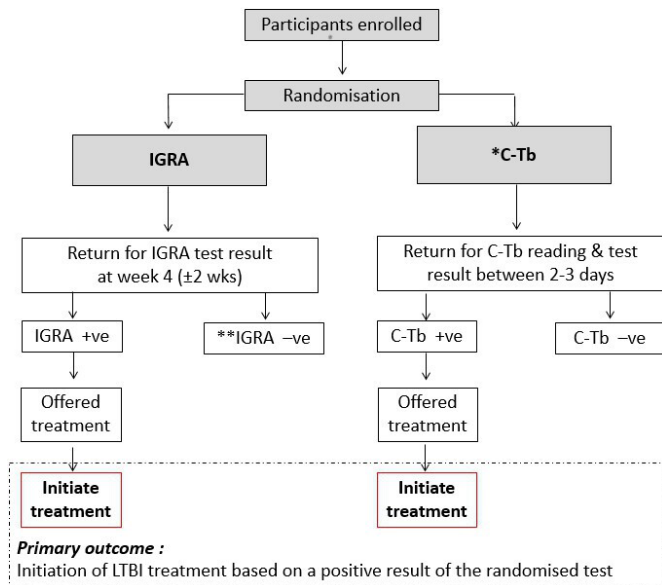 Participants enrolled
Randomisation
IGRA
*C-Tb
Return for IGRA test result
at week 4 (±2 wks)
Return for C-Tb reading & test
result between 2-3 days
IGRA +ve
**IGRA –ve
C-Tb +ve
C-Tb –ve
Offered
treatment
Offered
treatment
Initiate
treatment
Initiate
treatment
Primary outcome :
Initiation of LTBI treatment based on a positive result of the randomised test